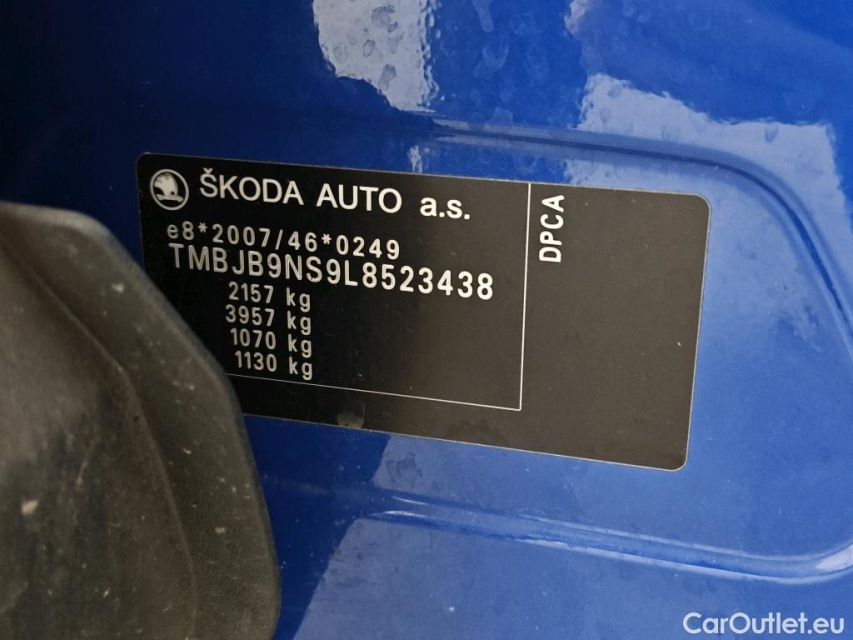 ŠKODA AUTO a.s.
e8*2007/46*0249
TMBJB9NS9L8523438
2157 kg
3957 kg
1070 kg
1130 kg
DPCA
CarOutlet.eu